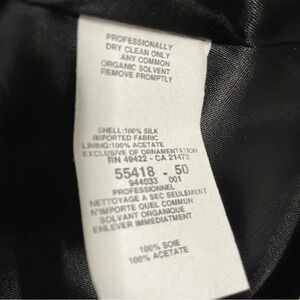 PROFESSIONALLY
DRY CLEAN ONLY
ANY COMMON
ORGANIC SOLVENT
REMOVE PROMPTLY
SHELL:100% SILK
IMPORTED FABRIC
LINING:100% ACETATE
EXCLUSIVE OF ORNAMENTATION
RN 49422 - CA 21472
55418 - 50
944033 001
PROFESSIONNEL
NETTOYAGE A SEC SEULEMENT
N'IMPORTE QUEL COMMUN
SOLVANT ORGANIQUE
ENLEVER IMMEDIATMENT
100% SOIE
100% ACETATE